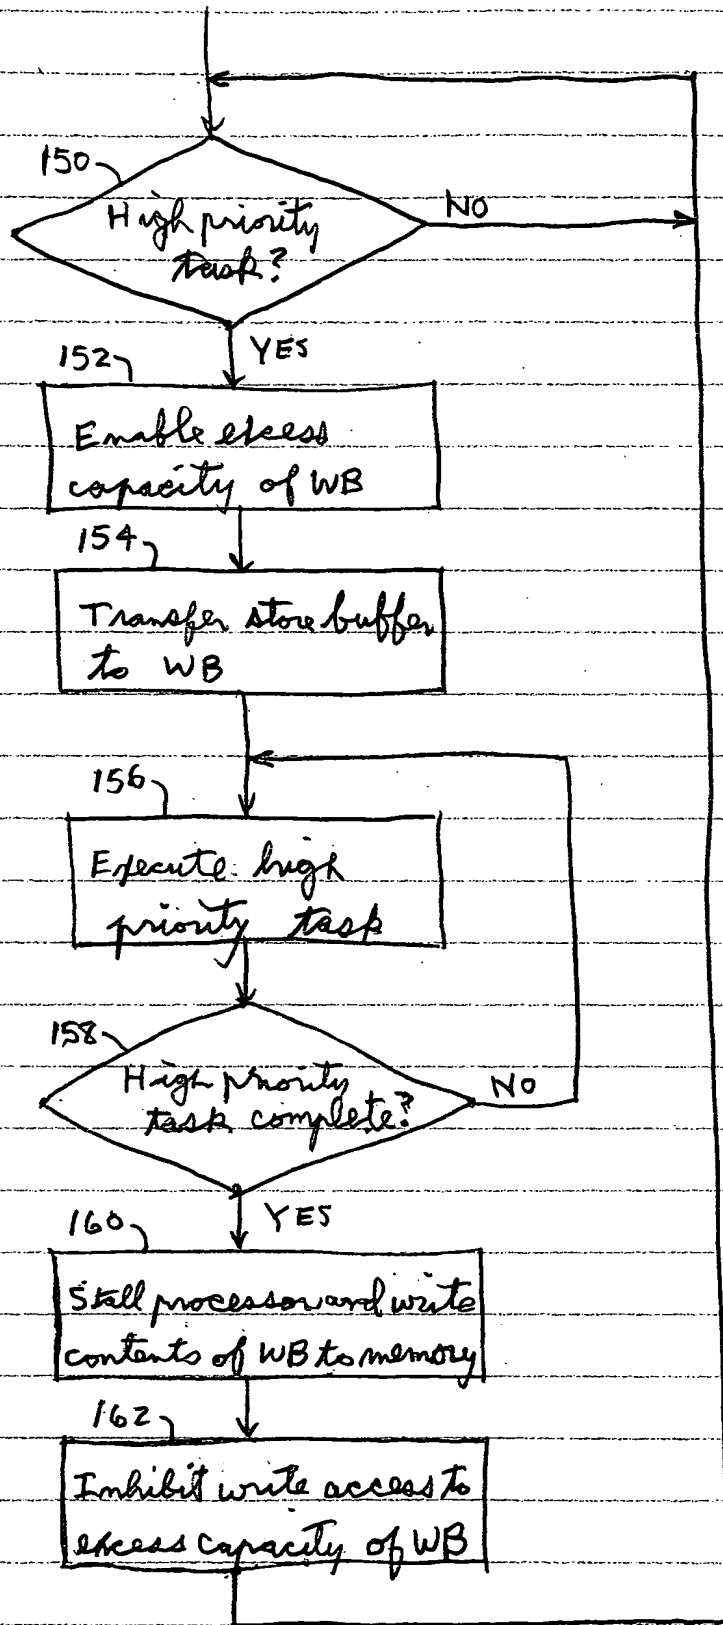 150
High priority
NO
task?
YES
152
Enable excess
capacity of WB
154
Transfer store buffer
to WB
156
Execute high
priority task
158
High priority
NO
task complete?
YES
160
Stall processor and write
contents of WB to memory
162
Inhibit write access to
excess capacity of WB